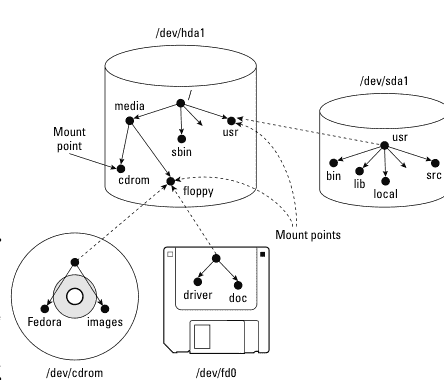 /dev/hda1
/
/dev/sda1
media
usr
usr
Mount
point
sbin
bin
lib
src
cdrom
floppy
local
Mount points
driver
doc
Fedora
images
/dev/cdrom
/dev/fd0